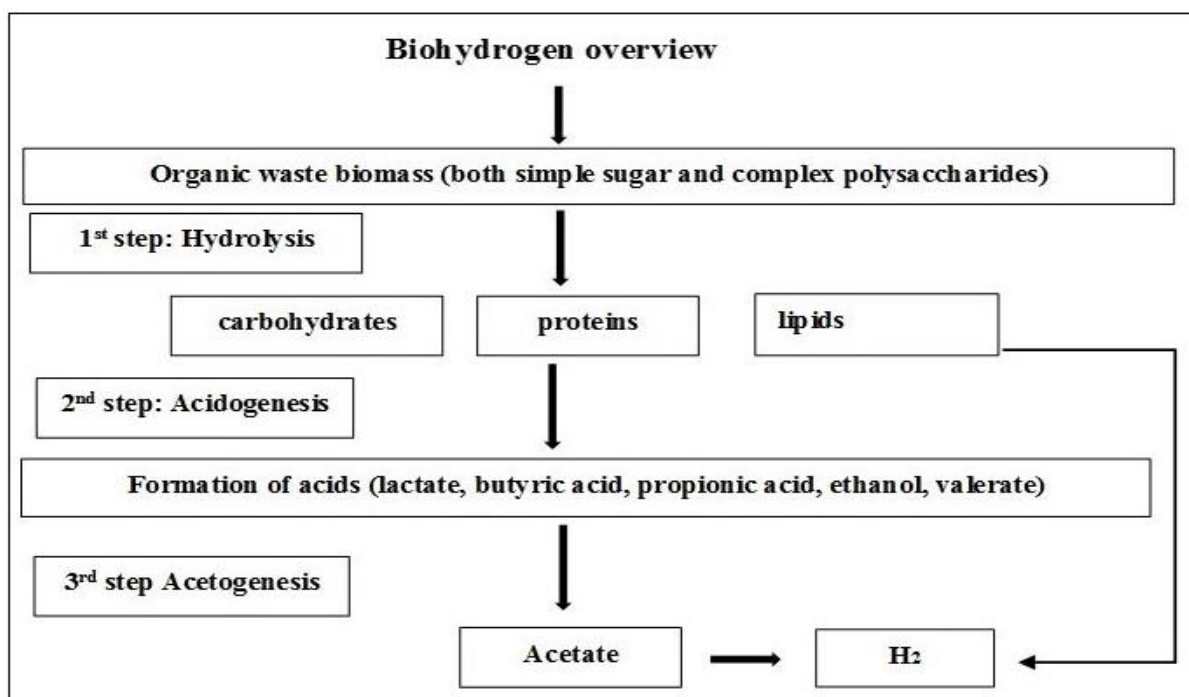 Biohydrogen overview
Organic waste biomass (both simple sugar and complex polysaccharides)
1st step: Hydrolysis
carbohydrates
proteins
lipids
2nd step: Acidogenesis
Formation of acids (lactate, butyric acid, propionic acid, ethanol, valerate)
3rd step Acetogenesis
Acetate
H2